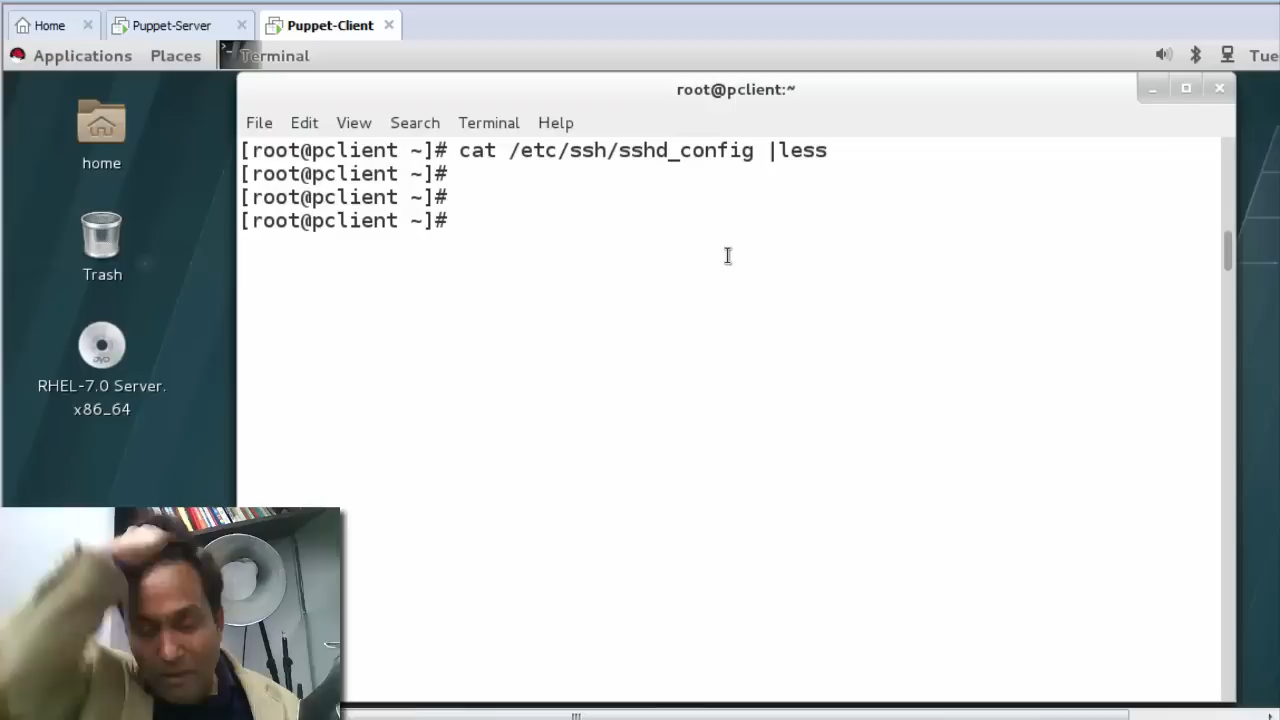 Home
Puppet-Server
Puppet-Client
Applications Places Terminal
Tue
root@pclient:~
File Edit View Search Terminal Help
[root@pclient ~]# cat /etc/ssh/sshd_config |less
[root@pclient ~]#
[root@pclient ~]#
[root@pclient ~]#
home
Trash
RHEL-7.0 Server.
x86_64